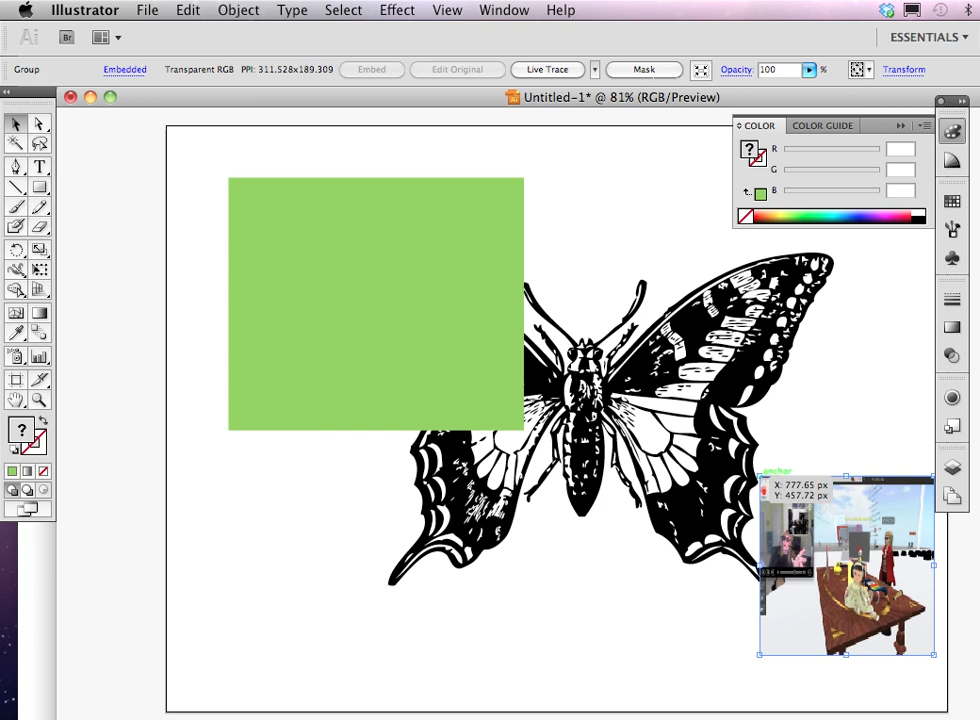 Illustrator File Edit Object Type Select Effect View Window Help
Ai Br ESSENTIALS
Group Embedded Transparent RGB PPI: 311.528x189.309 Embed Edit Original Live Trace Mask Opacity: 100 % Transform
Untitled-1* @ 81% (RGB/Preview)
COLOR COLOR GUIDE
? R
G
B
T
?
anchor
X: 777.65 px
Y: 457.72 px